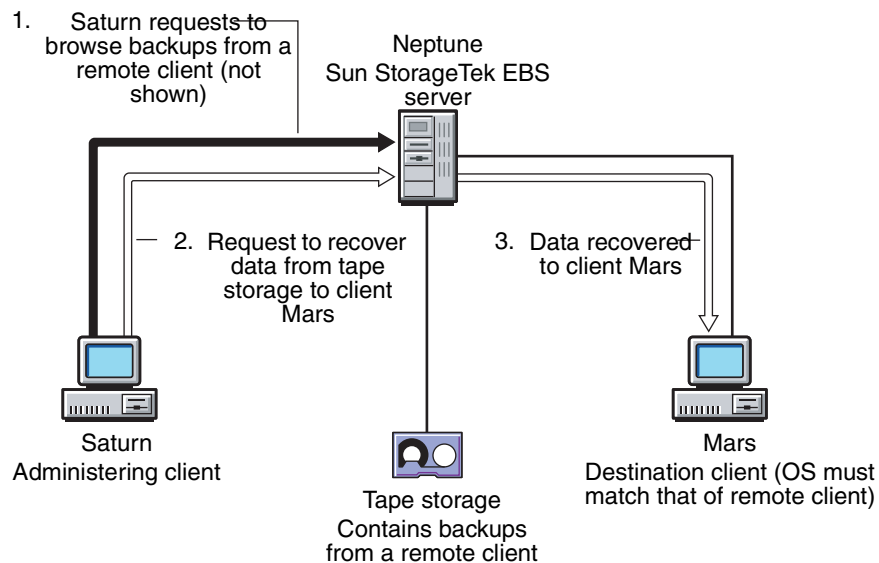 1. Saturn requests to
browse backups from a
remote client (not
shown)
Neptune
Sun StorageTek EBS
server
2. Request to recover
data from tape
storage to client
Mars
3. Data recovered
to client Mars
Saturn
Administering client
Tape storage
Contains backups
from a remote client
Mars
Destination client (OS must
match that of remote client)